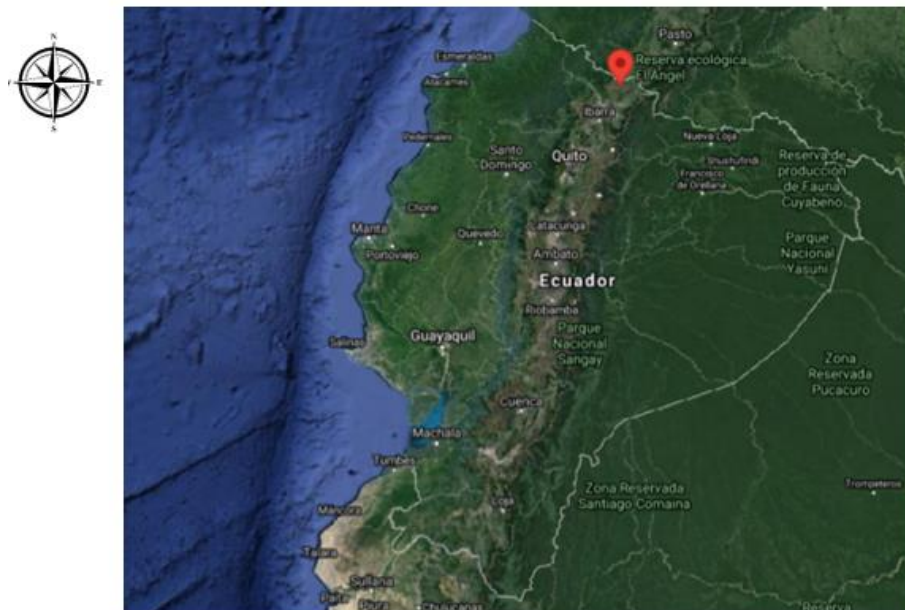 N
S
Pasto
Esmeraldas
Reserva ecológica
El Ángel
Atacames
Ibarra
Pedernales
Nueva Loja
Santo
Domingo
Quito
Shushufindi
Francisco
de Orellana
Reserva de
producción
de Fauna
Cuyabeno
Chone
Manta
Quevedo
Latacunga
Portoviejo
Parque
Nacional
Yasuní
Ambato
Ecuador
Riobamba
Guayaquil
Salinas
Parque
Nacional
Sangay
Zona
Reservada
Pucacuro
Cuenca
Machala
Tumbes
Trompeteros
Zona Reservada
Santiago Comaina
Loja
Máncora
Talara
Sullana
Paita
Piura
Chulucanas
Reserva